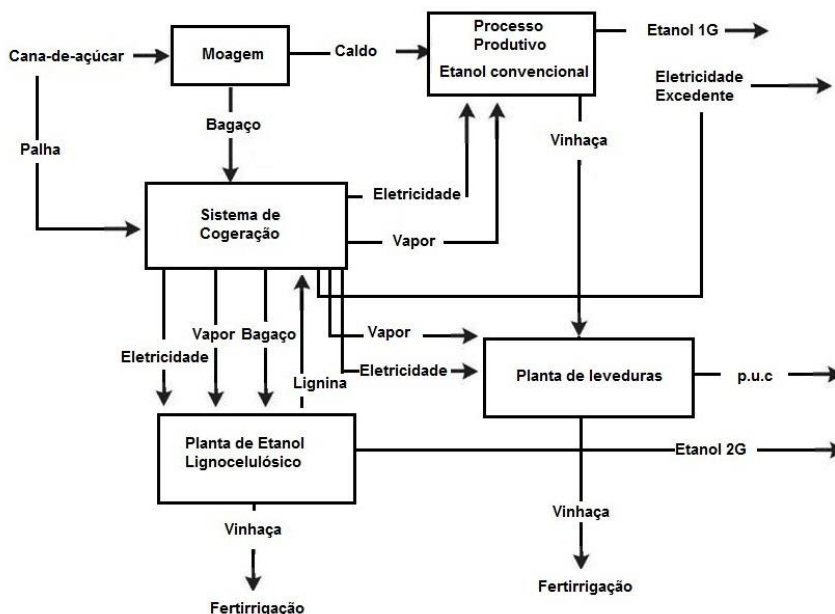 Cana-de-açúcar
Moagem
Caldo
Processo
Produtivo
Etanol convencional
Etanol 1G
Eletricidade
Excedente
Palha
Bagaço
Vinhaça
Sistema de
Cogeração
Eletricidade
Vapor
Eletricidade
Vapor
Bagaço
Lignina
Vapor
Eletricidade
Planta de leveduras
p.u.c
Planta de Etanol
Lignocelulósico
Etanol 2G
Vinhaça
Vinhaça
Fertirrigação
Fertirrigação